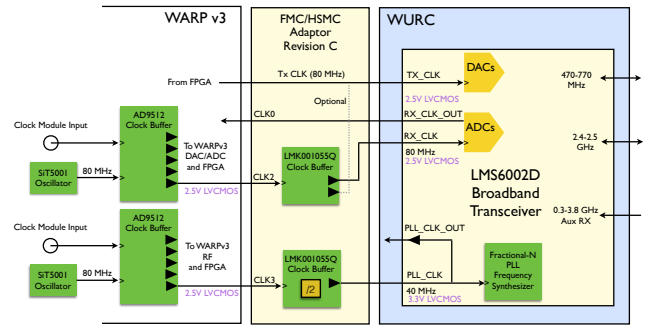 WARP v3
FMC/HSMC
Adaptor
Revision C
WURC
From FPGA
Tx CLK (80 MHz)
TX_CLK
DACs
2.5V LVCMOS
470-770
MHz
Optional
Clock Module Input
AD9512
Clock Buffer
CLK0
RX_CLK_OUT
ADCs
To WARPv3
DAC/ADC
and FPGA
RX_CLK
80 MHz
2.5V LVCMOS
2.4-2.5
GHz
SiT5001
Oscillator
80 MHz
CLK2
2.5V LVCMOS
LMK001055Q
Clock Buffer
LMS6002D
Broadband
Transceiver
0.3-3.8 GHz
Aux RX
Clock Module Input
AD9512
Clock Buffer
To WARPv3
RF
and FPGA
PLL_CLK_OUT
SiT5001
Oscillator
80 MHz
CLK3
2.5V LVCMOS
LMK001055Q
Clock Buffer
/2
PLL_CLK
40 MHz
3.3V LVCMOS
Fractional-N
PLL
Frequency
Synthesizer